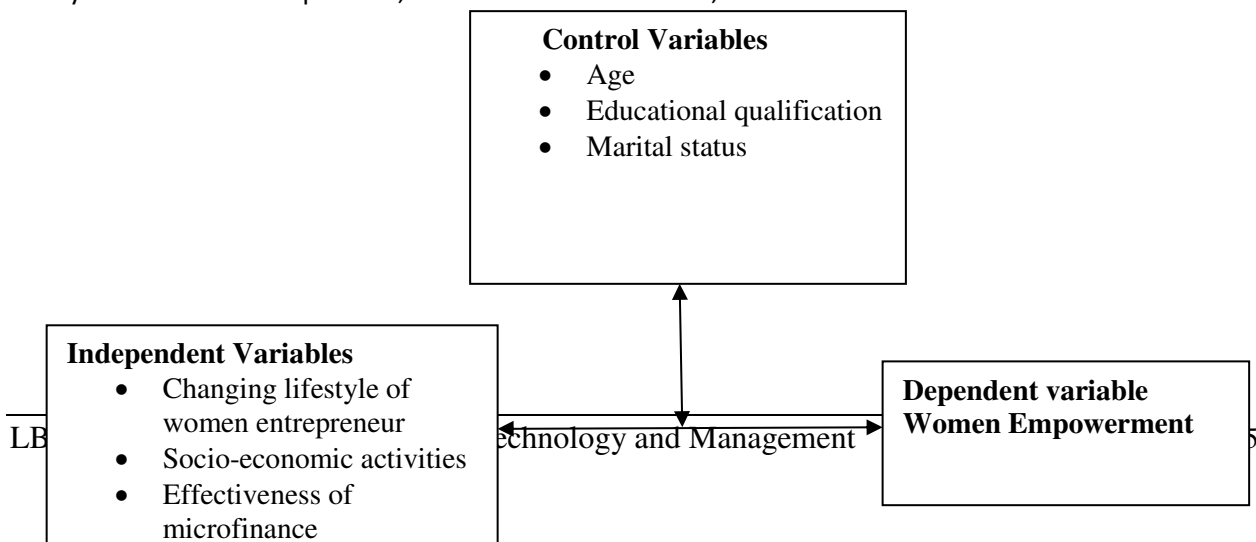 Control Variables
• Age
• Educational qualification
• Marital status
Independent Variables
• Changing lifestyle of
women entrepreneur
• Socio-economic activities
• Effectiveness of
microfinance
Dependent variable
Women Empowerment
LB
echnology and Management
5